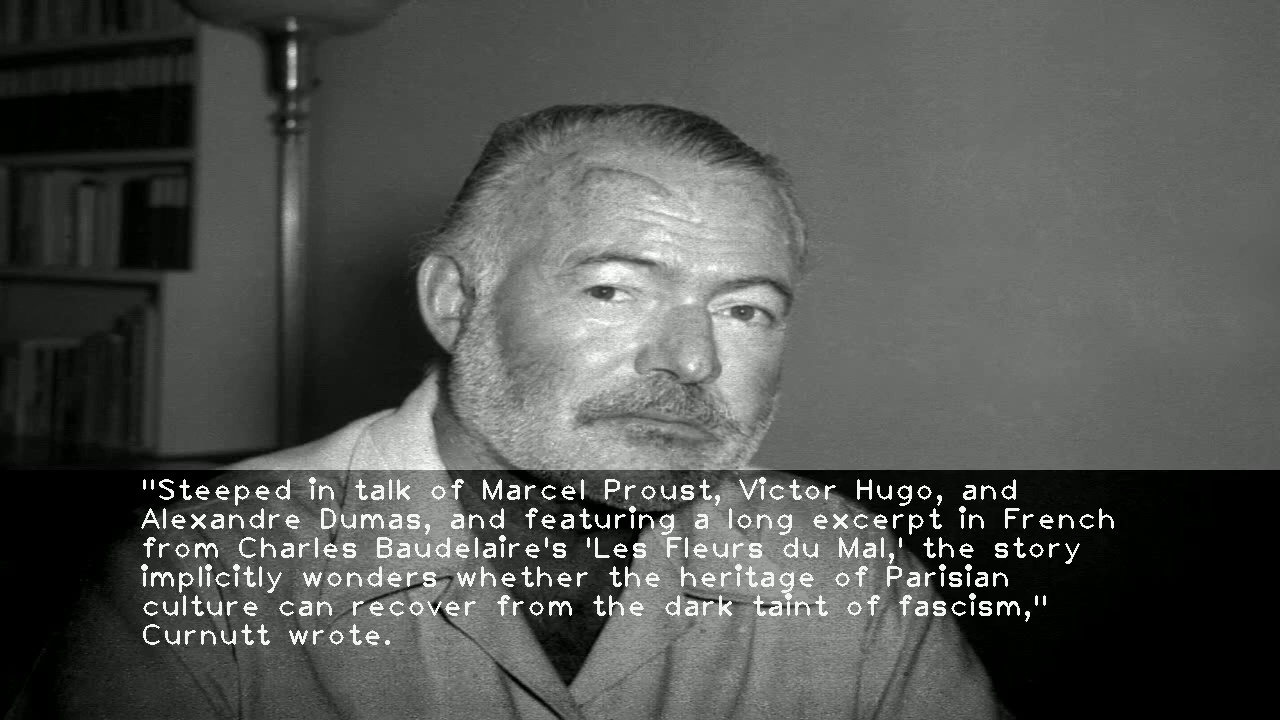 "Steeped in talk of Marcel Proust, Victor Hugo, and
Alexandre Dumas, and featuring a long excerpt in French
from Charles Baudelaire's 'Les Fleurs du Mal,' the story
implicitly wonders whether the heritage of Parisian
culture can recover from the dark taint of fascism,"
Curnutt wrote.